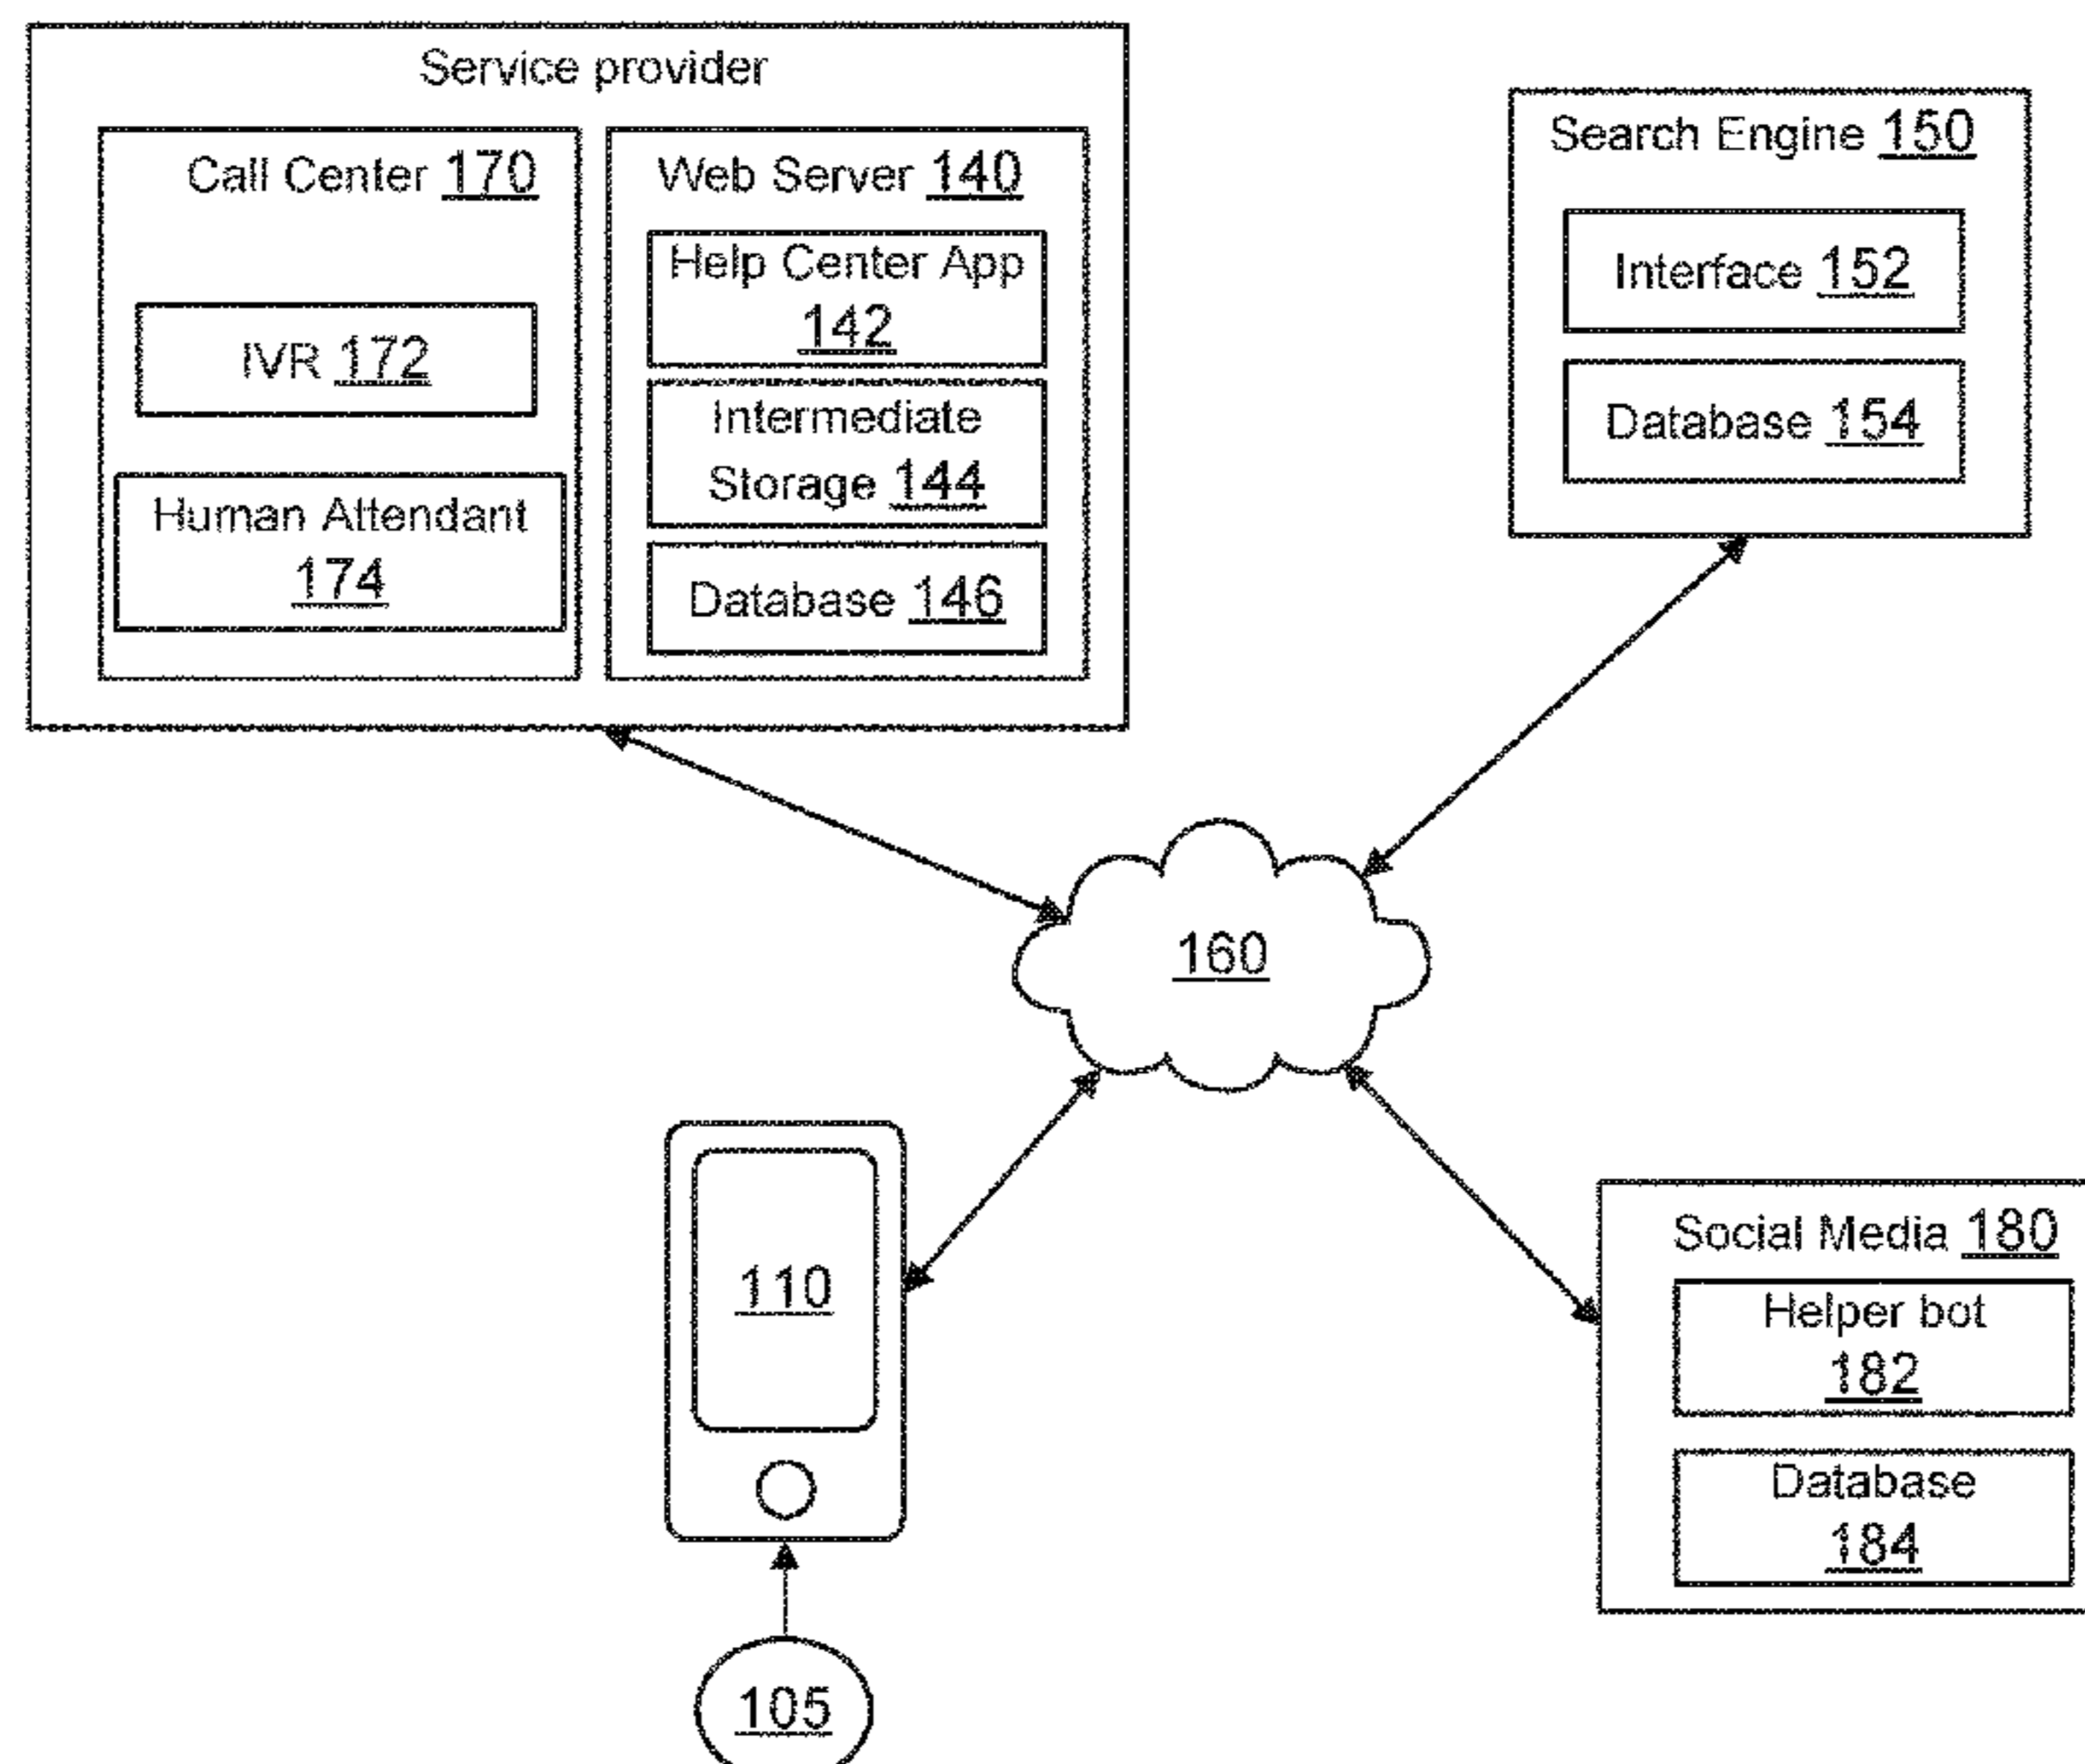 Service provider
Call Center 170
IVR 172
Human Attendant
174
Web Server 140
Help Center App
142
Intermediate
Storage 144
Database 146
Search Engine 150
Interface 152
Database 154
160
110
105
Social Media 180
Helper bot
182
Database
184